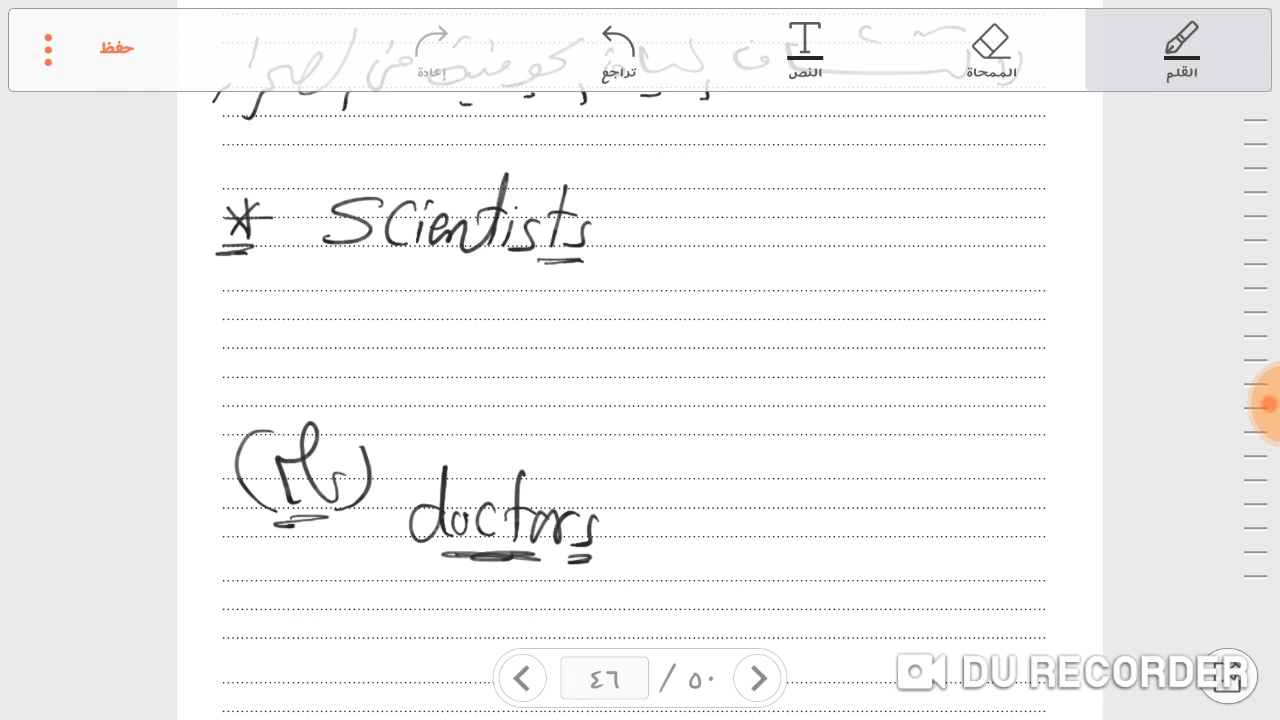 حفظ إعادة تراجع النص الممحاة القلم
* Scientists
doctors
٤٦ / ٥٠
DU RECORDER